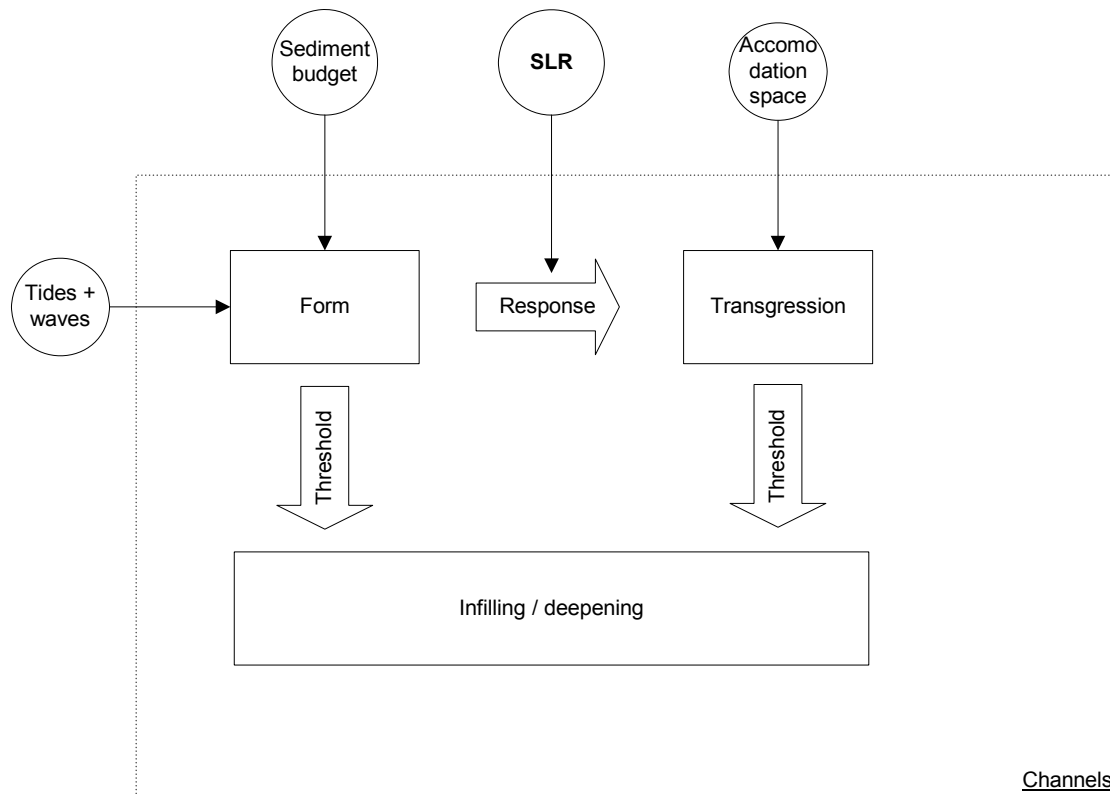 Sediment
budget
SLR
Accomo
dation
space
Tides +
waves
Form
Response
Transgression
Threshold
Threshold
Infilling / deepening
Channels